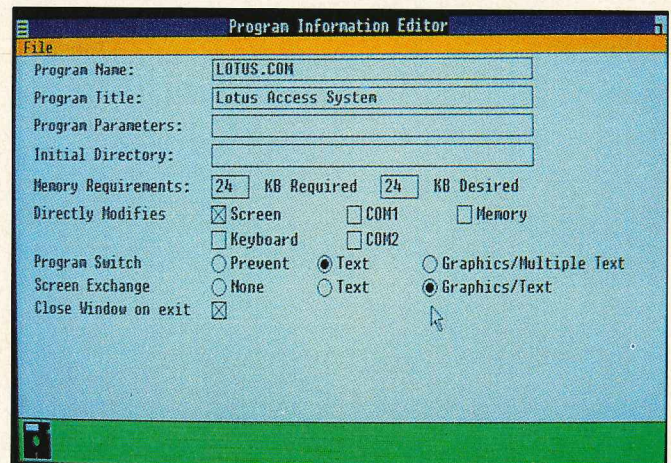 Program Information Editor
File
Program Name: LOTUS.COM
Program Title: Lotus Access System
Program Parameters:
Initial Directory:
Memory Requirements: 24 KB Required 24 KB Desired
Directly Modifies Screen COM1 Memory
Keyboard COM2
Program Switch Prevent Text Graphics/Multiple Text
Screen Exchange None Text Graphics/Text
Close Window on exit